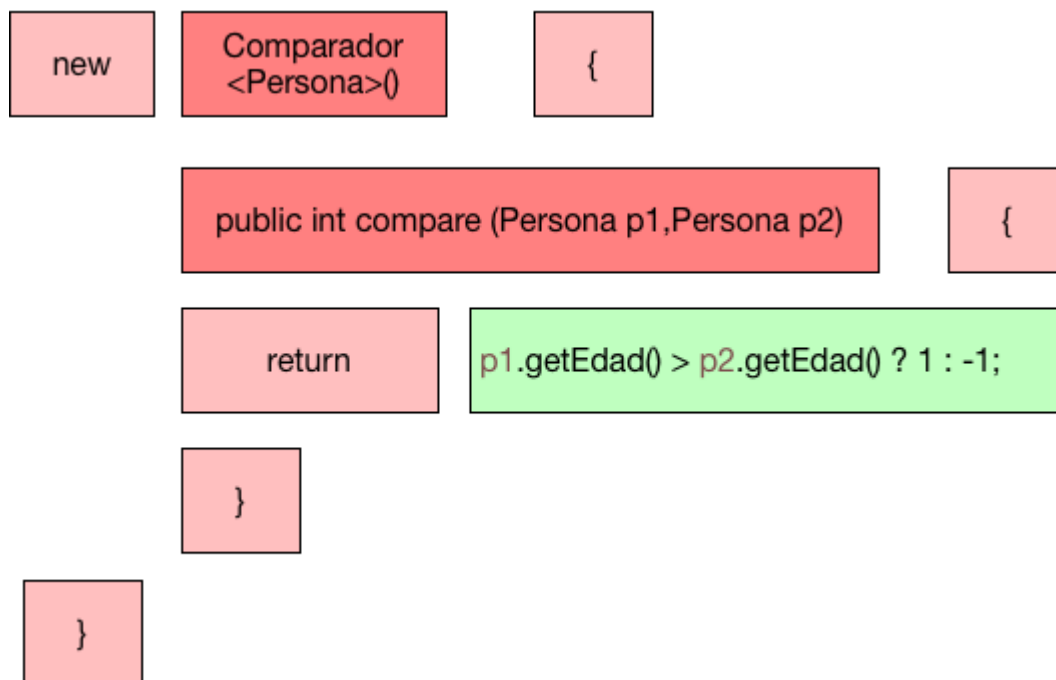 new
Comparador
<Persona>()
{
public int compare (Persona p1,Persona p2)
{
return
p1.getEdad() > p2.getEdad() ? 1 : -1;
}
}